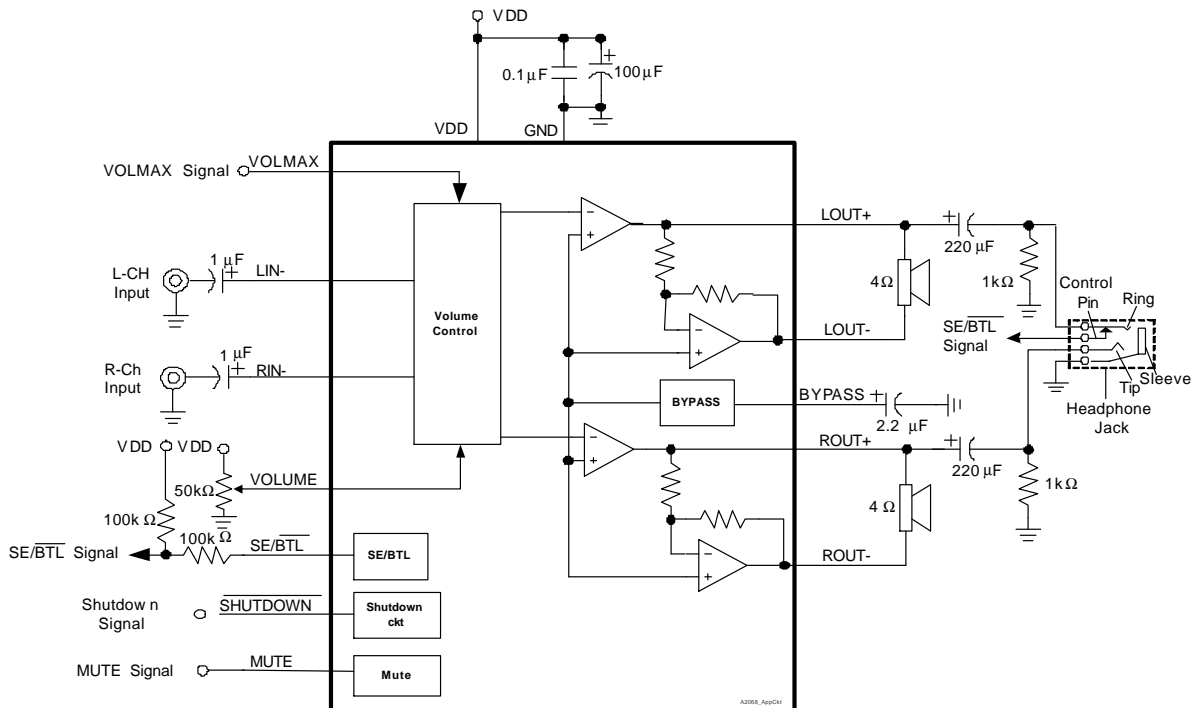 VDD
0.1μF
100μF
VDD
GND
VOLMAX Signal
VOLMAX
L-CH
Input
1 μF
LIN-
R-Ch
Input
1 μF
RIN-
Volume
Control
LOUT+
220 μF
4Ω
1kΩ
Control
Pin
Ring
LOUT-
SE/BTL
Signal
Tip
Sleeve
Headphone
Jack
BYPASS
BYPASS
2.2 μF
ROUT+
220 μF
4 Ω
1kΩ
ROUT-
VDD
VDD
50kΩ
VOLUME
100k Ω
100k Ω
SE/BTL Signal
SE/BTL
SE/BTL
Shutdow n
Signal
SHUTDOWN
Shutdown
ckt
MUTE Signal
MUTE
Mute
A2068_AppCkt